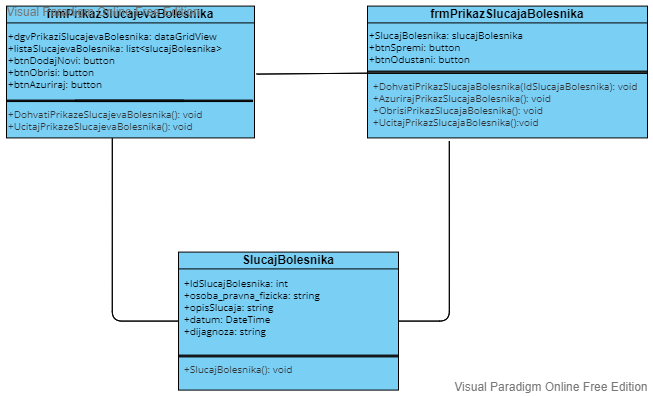 Visual Paradigm Online Free Edition
frmPrikazSlucajevaBolesnika
+dgvPrikaziSlucajevaBolesnika: dataGridView
+listaSlucajevaBolesnika: list<slucajBolesnika>
+btnDodajNovi: button
+btnObrisi: button
+btnAzuriraj: button
+DohvatiPrikazeSlucajevaBolesnika(): void
+UcitajPrikazeSlucajevaBolesnika(): void
frmPrikazSlucajaBolesnika
+SlucajBolesnika: slucajBolesnika
+btnSpremi: button
+btnOdustani: button
+DohvatiPrikazSlucajaBolesnika(IdSlucajBolesnika): void
+AzurirajPrikazSlucajaBolesnika(): void
+ObrisiPrikazSlucajaBolesnika(): void
+UcitajPrikazSlucajaBolesnika():void
SlucajBolesnika
+IdSlucajBolesnika: int
+osoba_pravna_fizicka: string
+opisSlucaja: string
+datum: DateTime
+dijagnoza: string
+SlucajBolesnika(): void
Visual Paradigm Online Free Edition